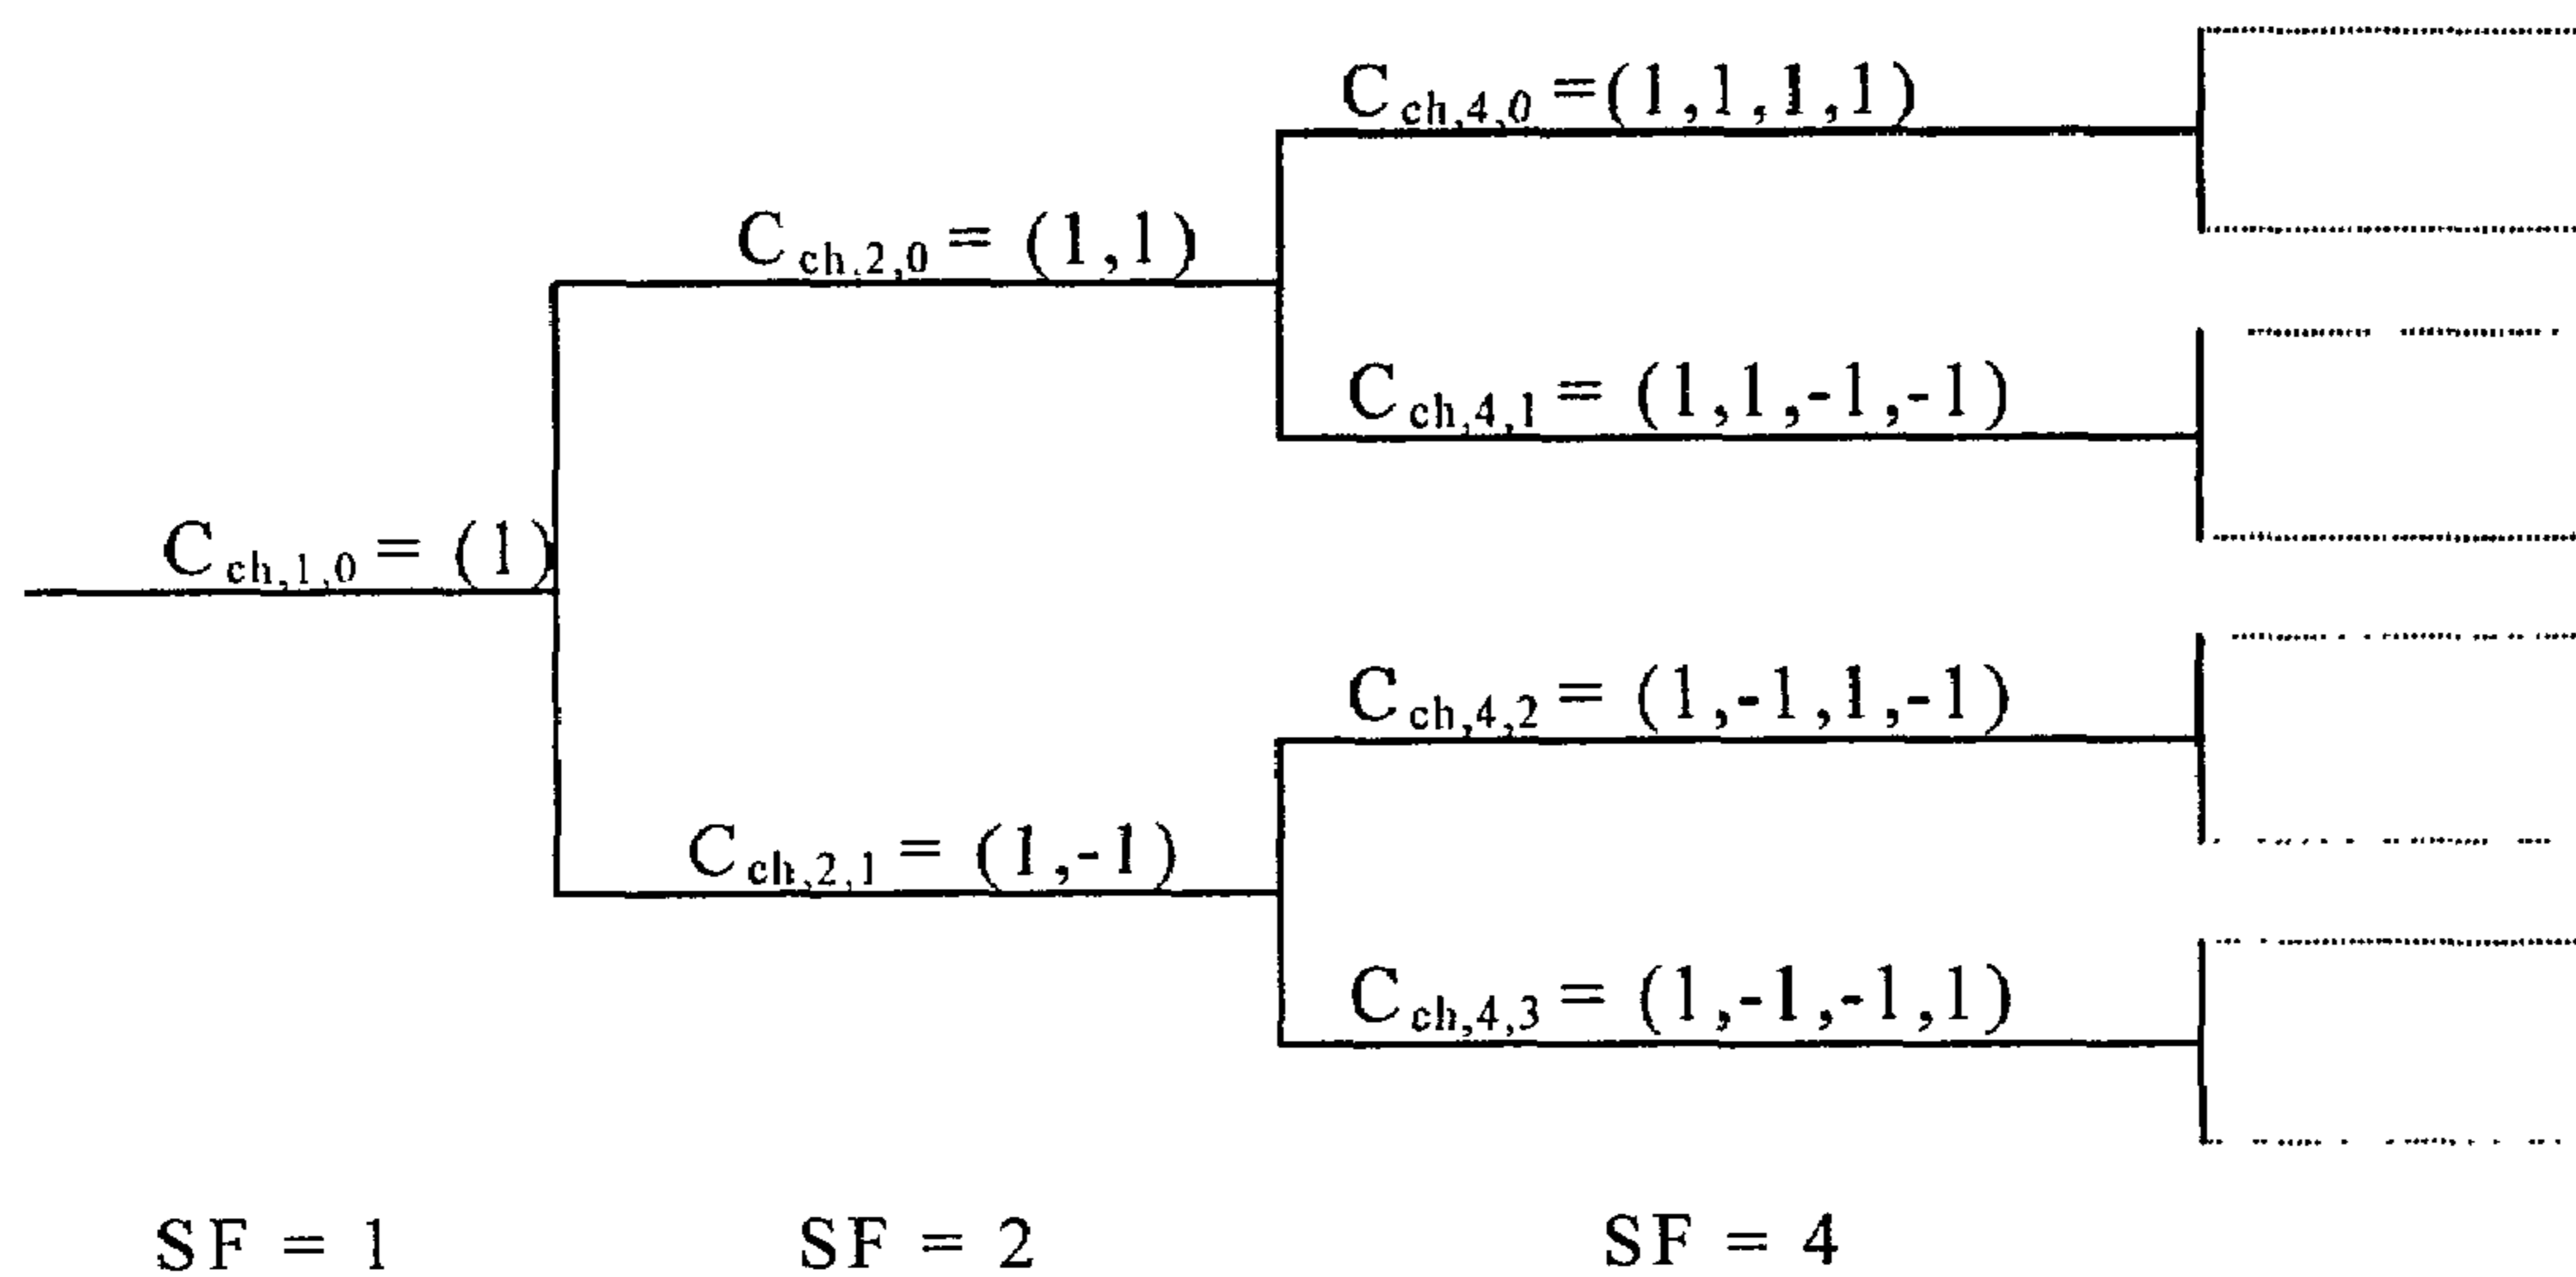 C ch,4,0 =(1,1,1,1)
C ch,2,0 = (1,1)
C ch,4,1 = (1,1,-1,-1)
C ch,1,0 = (1)
C ch,4,2 = (1,-1,1,-1)
C ch,2,1 = (1,-1)
C ch,4,3 = (1,-1,-1,1)
SF = 1 SF = 2 SF = 4